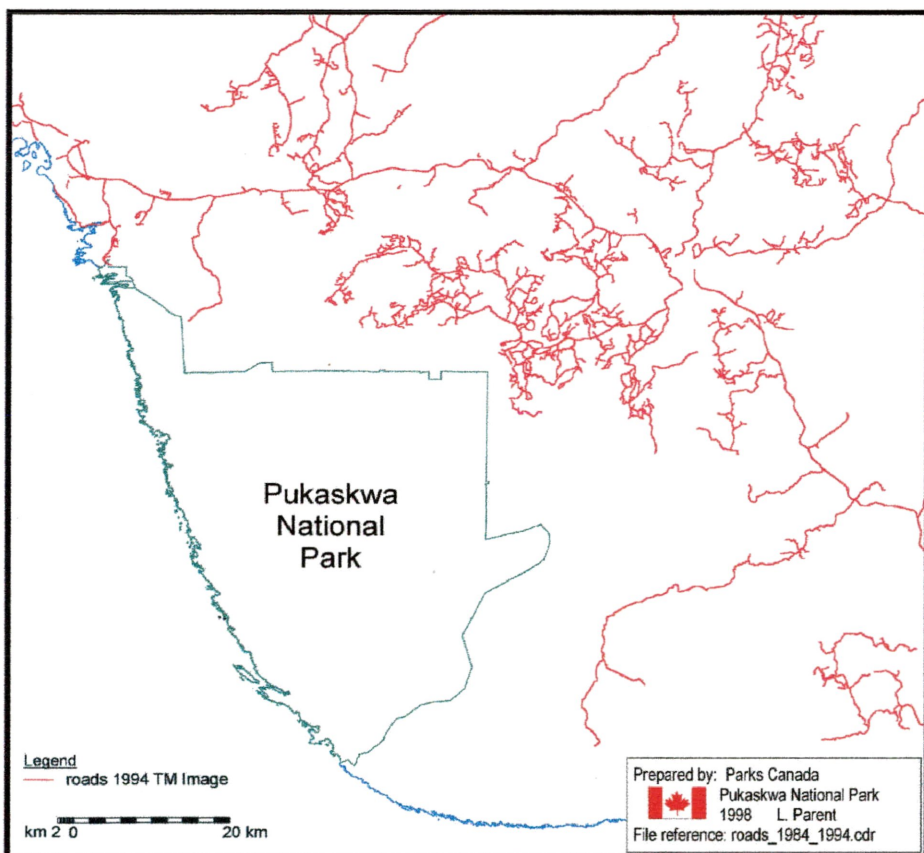 Pukaskwa
National
Park
Legend
roads 1994 TM Image
km 2 0 20 km
Prepared by: Parks Canada
Pukaskwa National Park
1998 L. Parent
File reference: roads_1984_1994.cdr